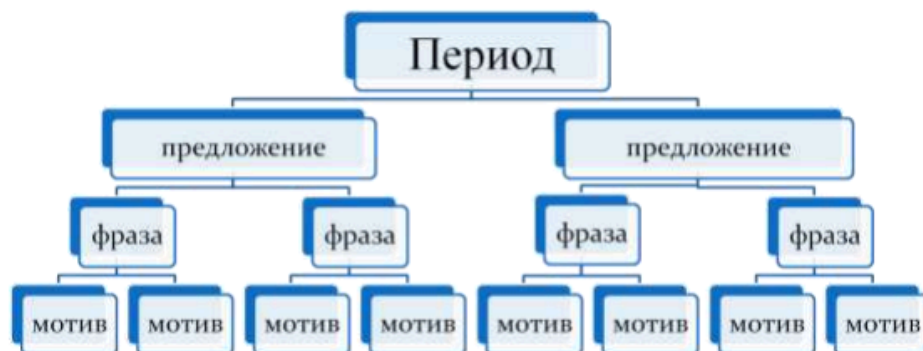 Период
предложение предложение
фраза фраза фраза фраза
мотив мотив мотив мотив мотив мотив мотив мотив